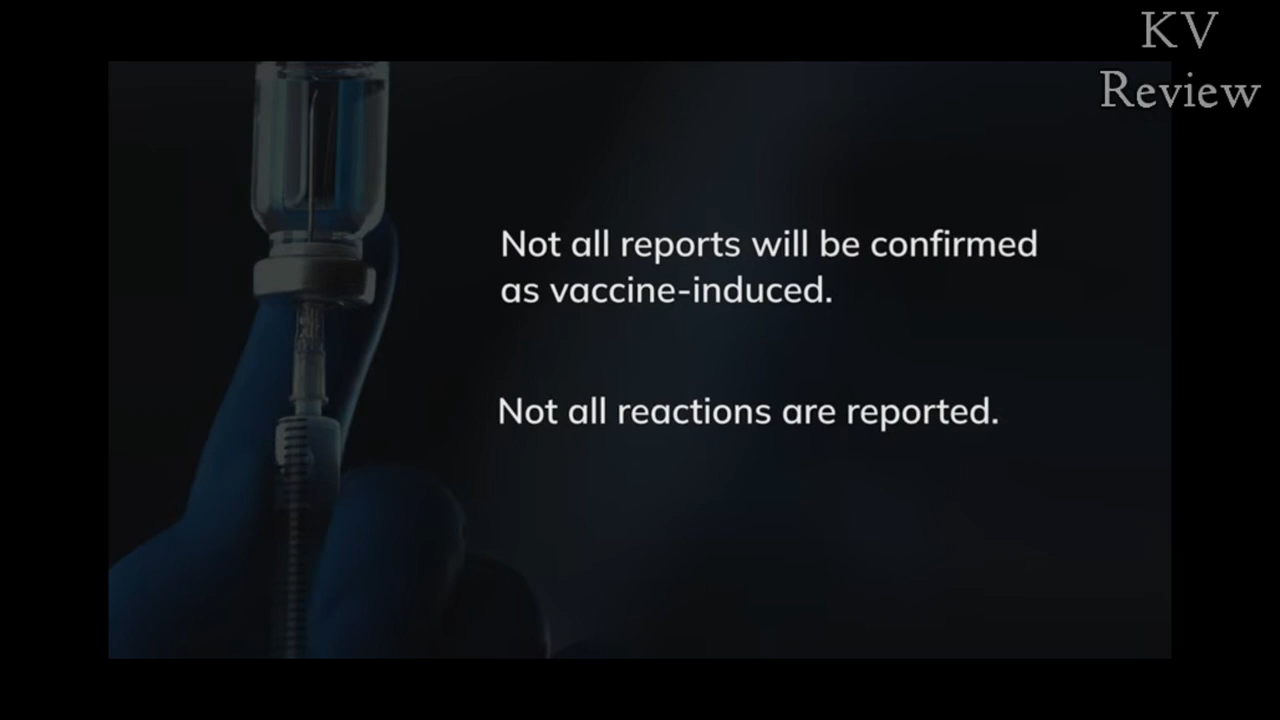 KV
Review
Not all reports will be confirmed
as vaccine-induced.
Not all reactions are reported.